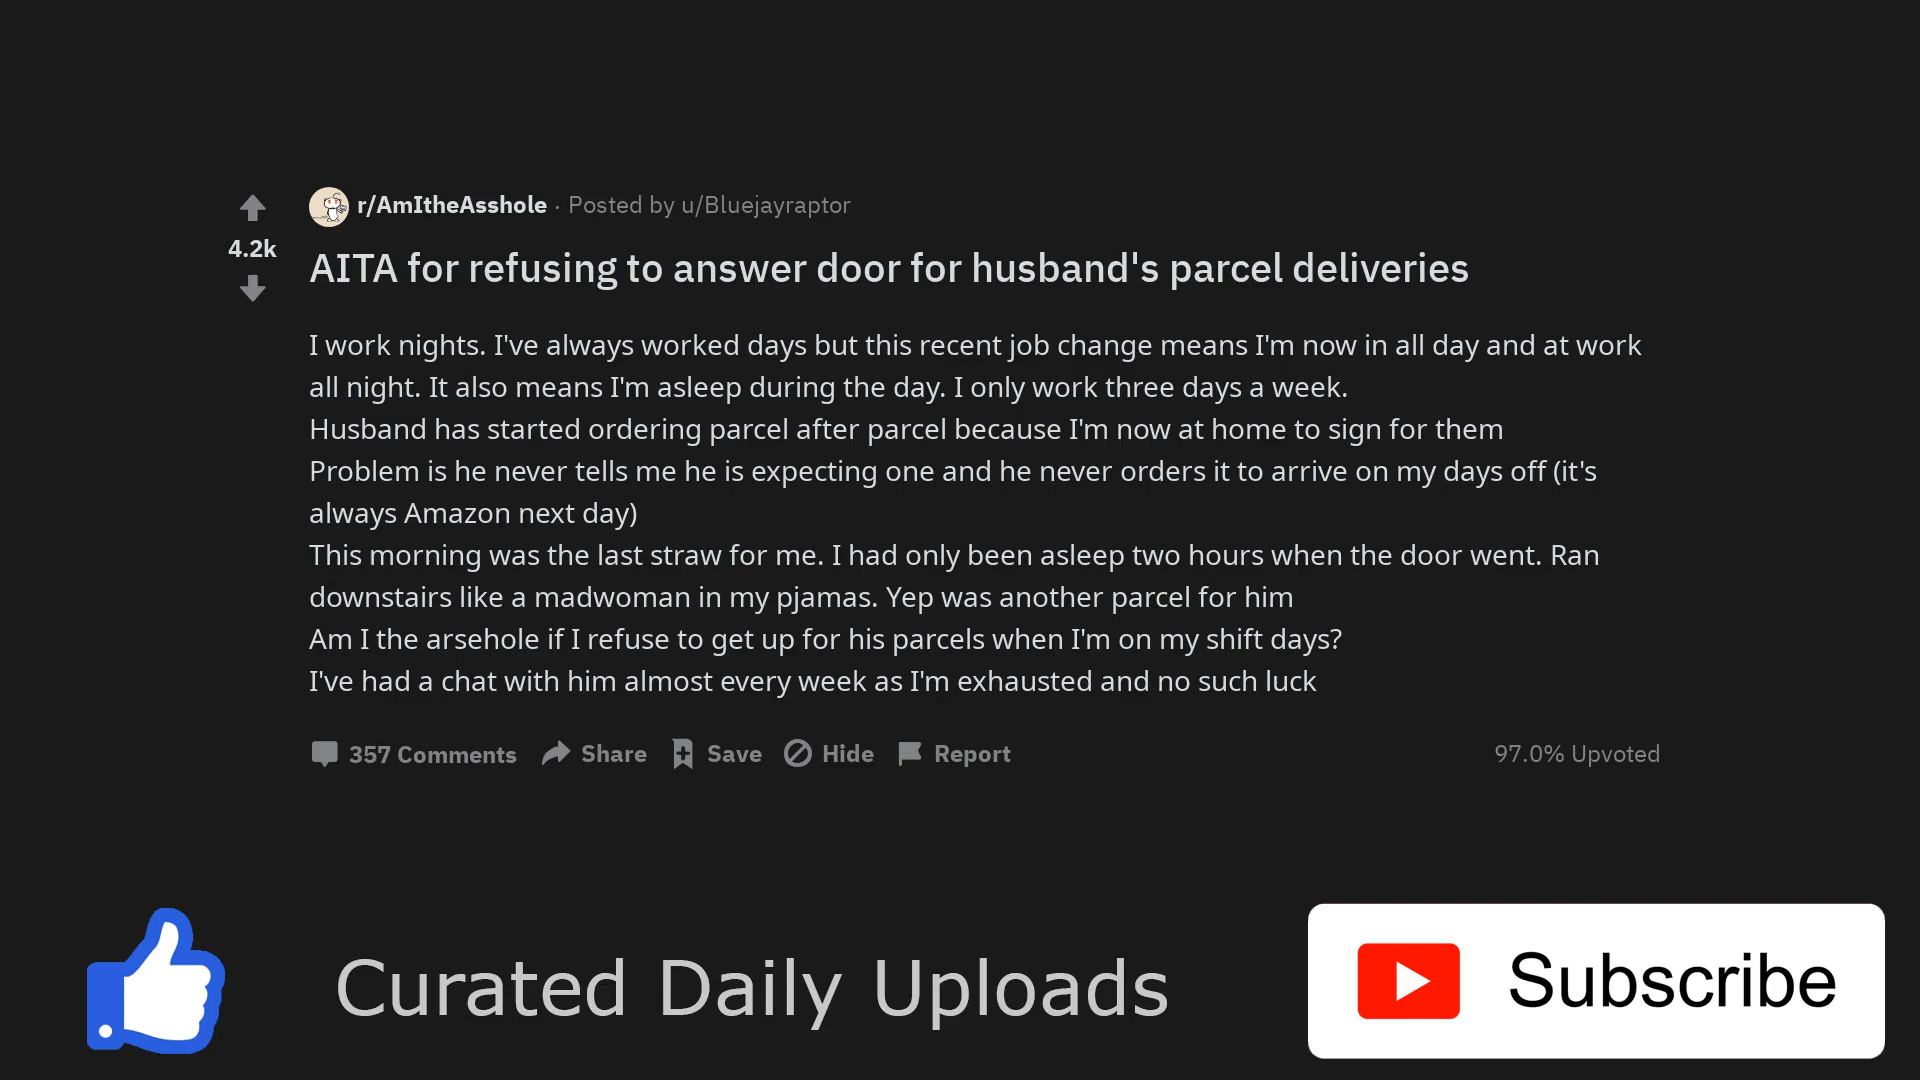 r/AmItheAsshole · Posted by u/Bluejayraptor
4.2k
AITA for refusing to answer door for husband's parcel deliveries
I work nights. I've always worked days but this recent job change means I'm now in all day and at work
all night. It also means I'm asleep during the day. I only work three days a week.
Husband has started ordering parcel after parcel because I'm now at home to sign for them
Problem is he never tells me he is expecting one and he never orders it to arrive on my days off (it's
always Amazon next day)
This morning was the last straw for me. I had only been asleep two hours when the door went. Ran
downstairs like a madwoman in my pjamas. Yep was another parcel for him
Am I the arsehole if I refuse to get up for his parcels when I'm on my shift days?
I've had a chat with him almost every week as I'm exhausted and no such luck
357 Comments Share Save Hide Report 97.0% Upvoted
Curated Daily Uploads
Subscribe